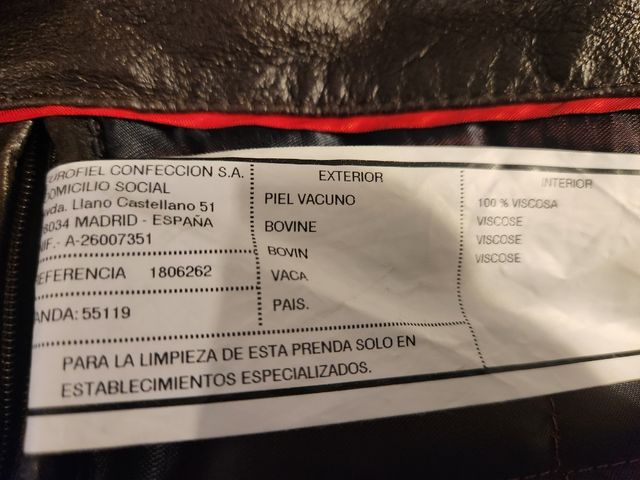 UROFIEL CONFECCION S.A.
OMICILIO SOCIAL
vda. Llano Castellano 51
8034 MADRID - ESPAÑA
NIF.- A-26007351
EFERENCIA 1806262
ANDA: 55119
EXTERIOR
PIEL VACUNO
BOVINE
BOVIN
VACA
PAIS.
INTERIOR
100 % VISCOSA
VISCOSE
VISCOSE
VISCOSE
PARA LA LIMPIEZA DE ESTA PRENDA SOLO EN
ESTABLECIMIENTOS ESPECIALIZADOS.